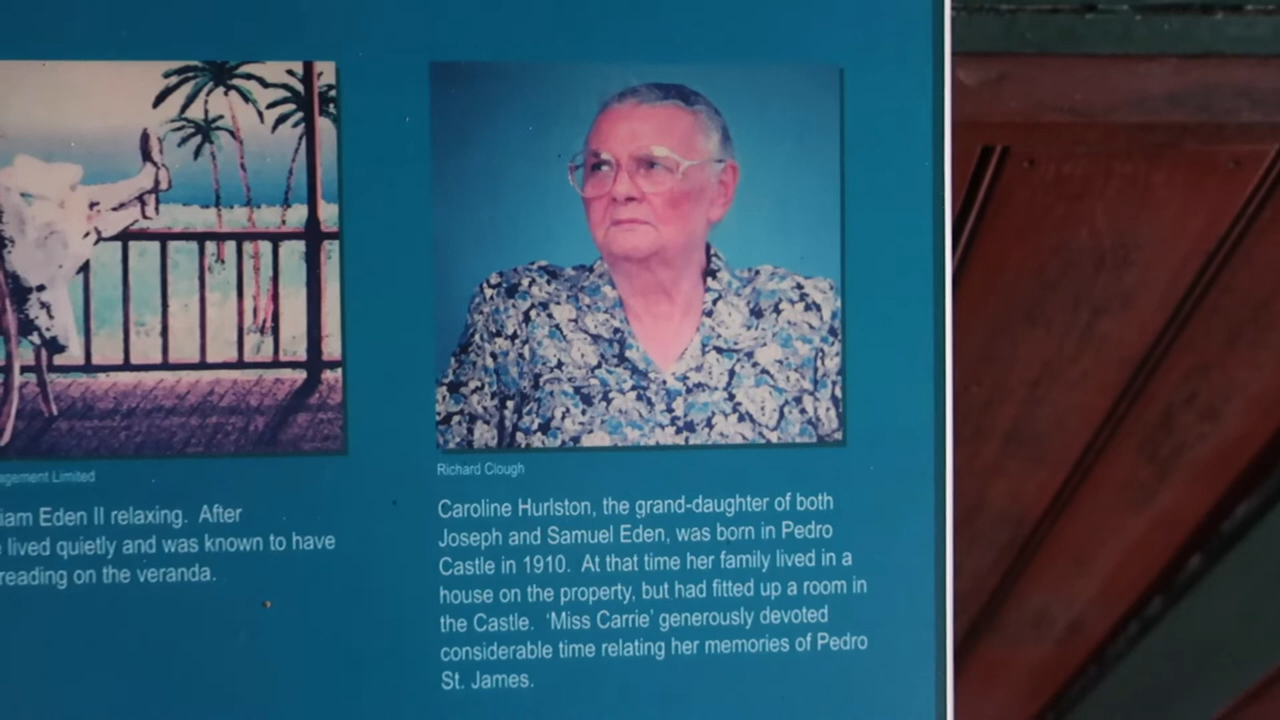 agement Limited
iam Eden II relaxing. After
lived quietly and was known to have
reading on the veranda.
Richard Clough
Caroline Hurlston, the grand-daughter of both
Joseph and Samuel Eden, was born in Pedro
Castle in 1910. At that time her family lived in a
house on the property, but had fitted up a room in
the Castle. ‘Miss Carrie’ generously devoted
considerable time relating her memories of Pedro
St. James.